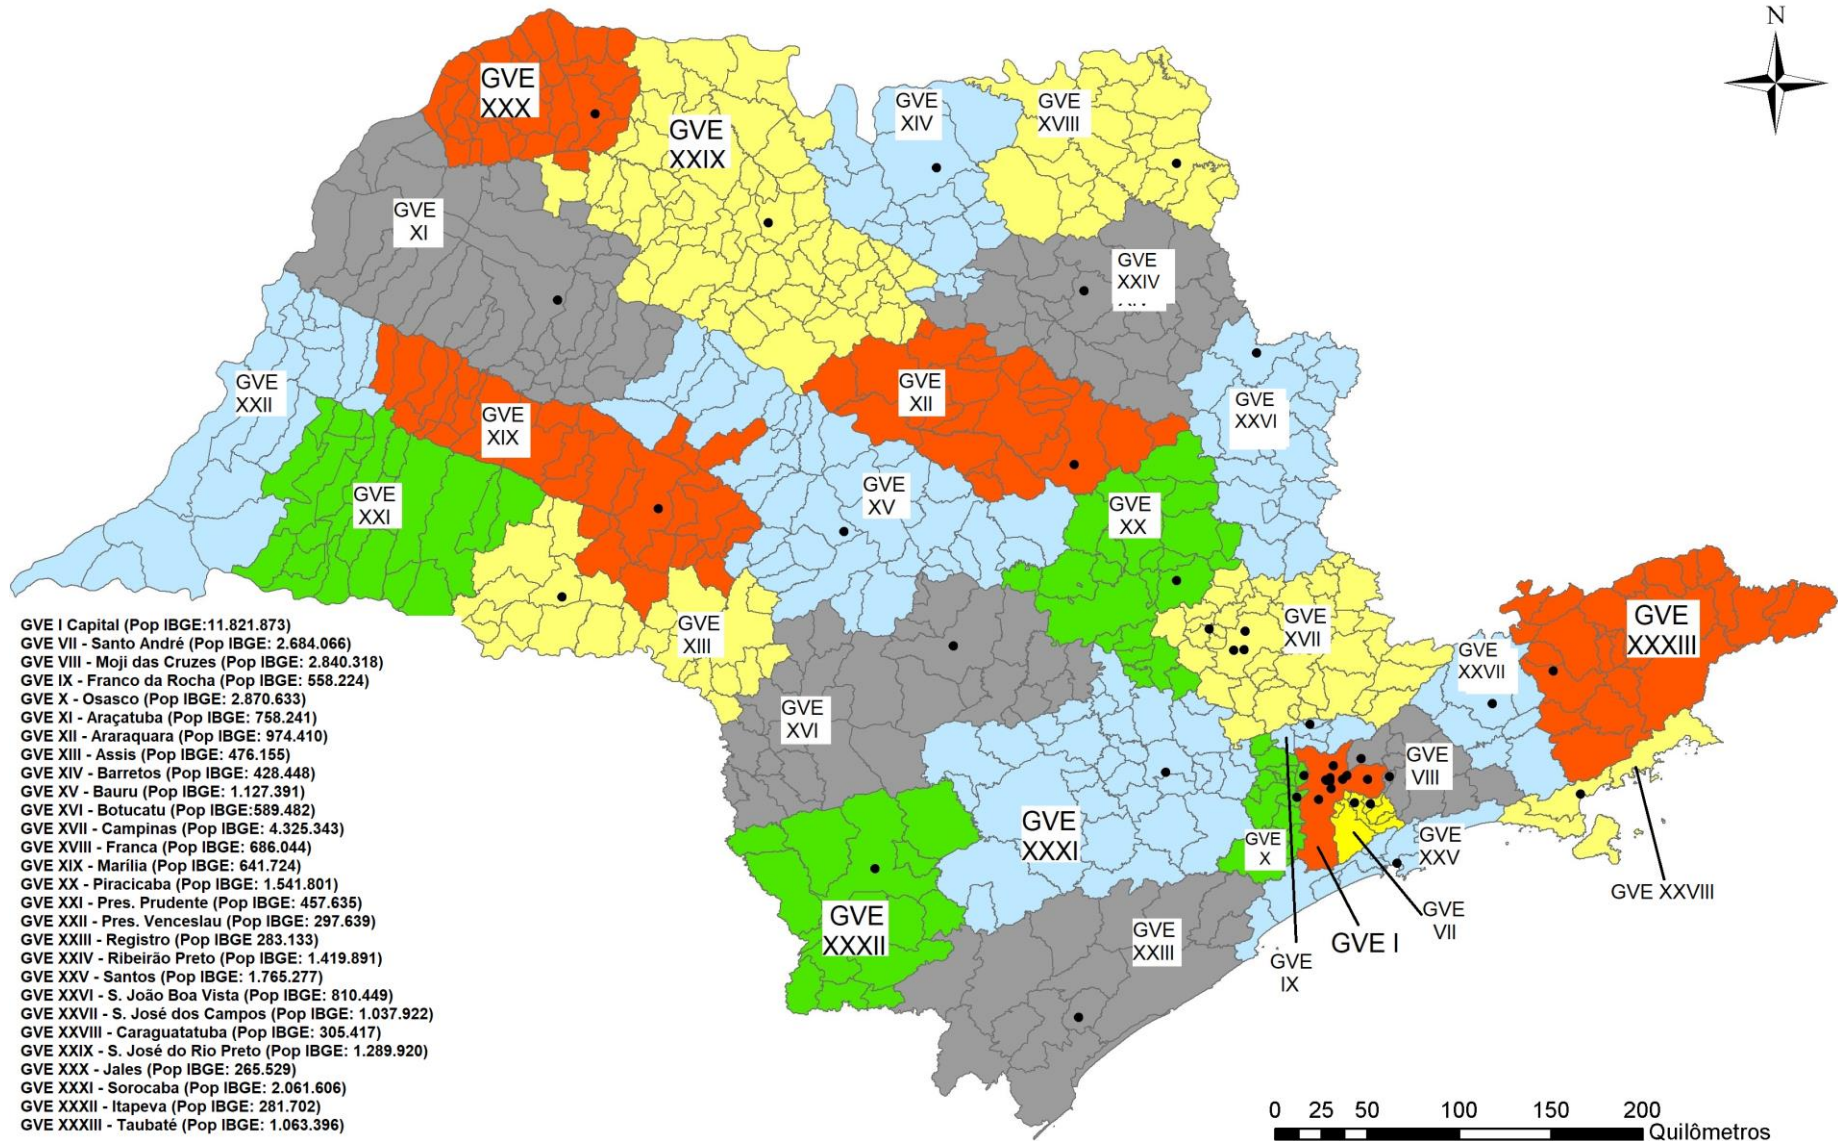 N
GVE
XXX
GVE
XXIX
GVE
XIV
GVE
XVIII
GVE
XI
GVE
XXIV
GVE
XXII
GVE
XIX
GVE
XII
GVE
XXVI
GVE
XXI
GVE
XV
GVE
XX
GVE
XIII
GVE
XVII
GVE
XXVII
GVE
XXXIII
GVE
XVI
GVE
VIII
GVE
XXXI
GVE
X
GVE
XXV
GVE XXVIII
GVE
XXXII
GVE
XXIII
GVE
IX
GVE I
GVE
VII
GVE I Capital (Pop IBGE:11.821.873)
GVE VII - Santo André (Pop IBGE: 2.684.066)
GVE VIII - Moji das Cruzes (Pop IBGE: 2.840.318)
GVE IX - Franco da Rocha (Pop IBGE: 558.224)
GVE X - Osasco (Pop IBGE: 2.870.633)
GVE XI - Araçatuba (Pop IBGE: 758.241)
GVE XII - Araraquara (Pop IBGE: 974.410)
GVE XIII - Assis (Pop IBGE: 476.155)
GVE XIV - Barretos (Pop IBGE: 428.448)
GVE XV - Bauru (Pop IBGE: 1.127.391)
GVE XVI - Botucatu (Pop IBGE:589.482)
GVE XVII - Campinas (Pop IBGE: 4.325.343)
GVE XVIII - Franca (Pop IBGE: 686.044)
GVE XIX - Marília (Pop IBGE: 641.724)
GVE XX - Piracicaba (Pop IBGE: 1.541.801)
GVE XXI - Pres. Prudente (Pop IBGE: 457.635)
GVE XXII - Pres. Venceslau (Pop IBGE: 297.639)
GVE XXIII - Registro (Pop IBGE 283.133)
GVE XXIV - Ribeirão Preto (Pop IBGE: 1.419.891)
GVE XXV - Santos (Pop IBGE: 1.765.277)
GVE XXVI - S. João Boa Vista (Pop IBGE: 810.449)
GVE XXVII - S. José dos Campos (Pop IBGE: 1.037.922)
GVE XXVIII - Caraguatatuba (Pop IBGE: 305.417)
GVE XXIX - S. José do Rio Preto (Pop IBGE: 1.289.920)
GVE XXX - Jales (Pop IBGE: 265.529)
GVE XXXI - Sorocaba (Pop IBGE: 2.061.606)
GVE XXXII - Itapeva (Pop IBGE: 281.702)
GVE XXXIII - Taubaté (Pop IBGE: 1.063.396)
0 25 50 100 150 200
Quilômetros